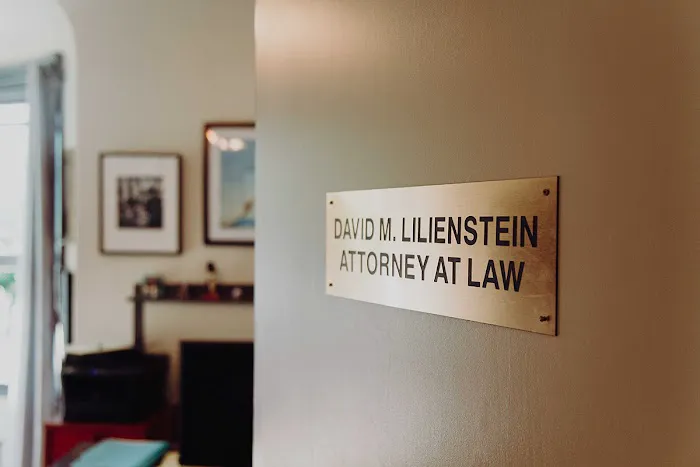 DAVID M. LILIENSTEIN
ATTORNEY AT LAW